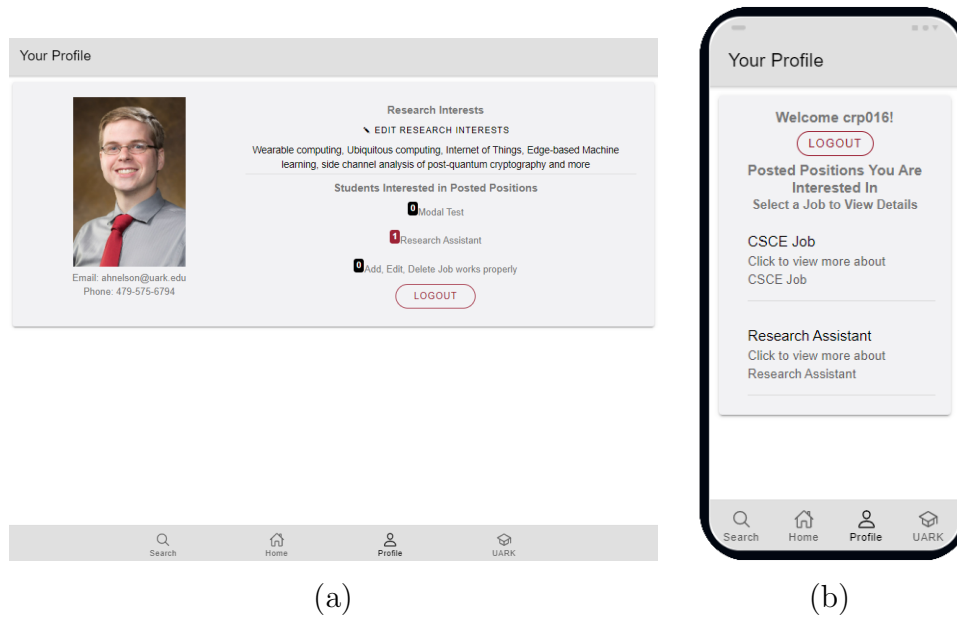 Your Profile
Research Interests
EDIT RESEARCH INTERESTS
Wearable computing, Ubiquitous computing, Internet of Things, Edge-based Machine
learning, side channel analysis of post-quantum cryptography and more
Students Interested in Posted Positions
0 Modal Test
1 Research Assistant
0 Add, Edit, Delete Job works properly
LOGOUT
Email: ahnelson@uark.edu
Phone: 479-575-6794
Search
Home
Profile
UARK
(a)
Your Profile
Welcome crp016!
LOGOUT
Posted Positions You Are
Interested In
Select a Job to View Details
CSCE Job
Click to view more about
CSCE Job
Research Assistant
Click to view more about
Research Assistant
Search
Home
Profile
UARK
(b)